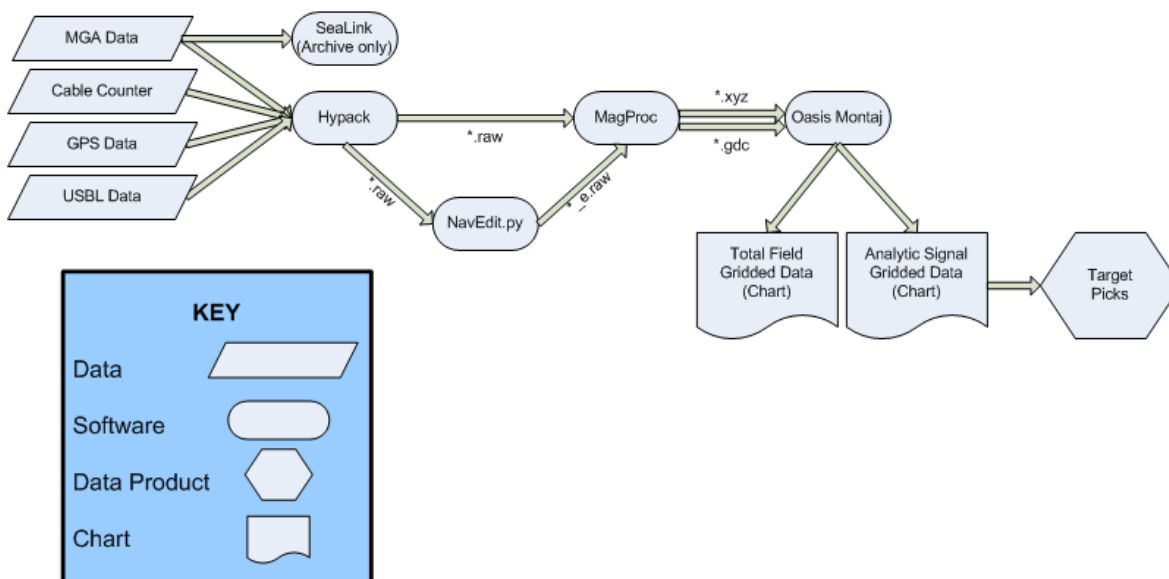 MGA Data
SeaLink
(Archive only)
Cable Counter
GPS Data
USBL Data
Hypack
*.raw
*.raw
NavEdit.py
*_e.raw
MagProc
*.xyz
*.gdc
Oasis Montaj
Total Field
Gridded Data
(Chart)
Analytic Signal
Gridded Data
(Chart)
Target
Picks
KEY
Data
Software
Data Product
Chart